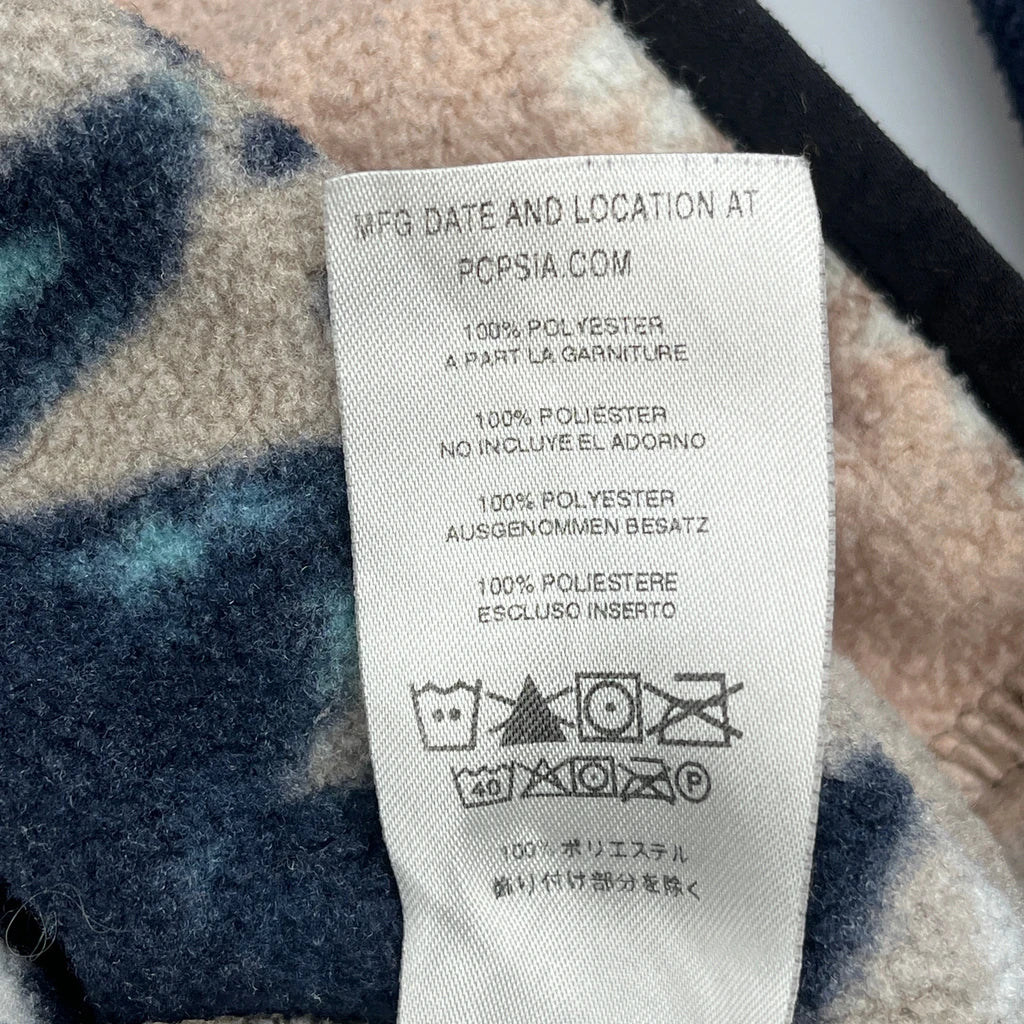 MFG DATE AND LOCATION AT
PCPSIA.COM
100% POLYESTER
A PART LA GARNITURE
100% POLIÉSTER
NO INCLUYE EL ADORNO
100% POLYESTER
AUSGENOMMEN BESATZ
100% POLIESTERE
ESCLUSO INSERTO
40 P
100% ポリエステル
飾り付け部分を除く